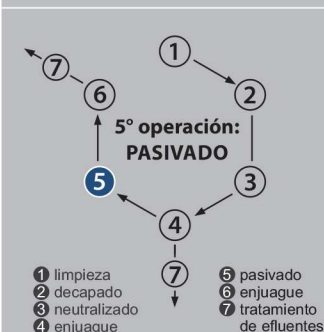 1
7
6
2
5° operación:
PASIVADO
5
3
4
7
1 limpieza
2 decapado
3 neutralizado
4 enjuague
5 pasivado
6 enjuague
7 tratamiento
de efluentes